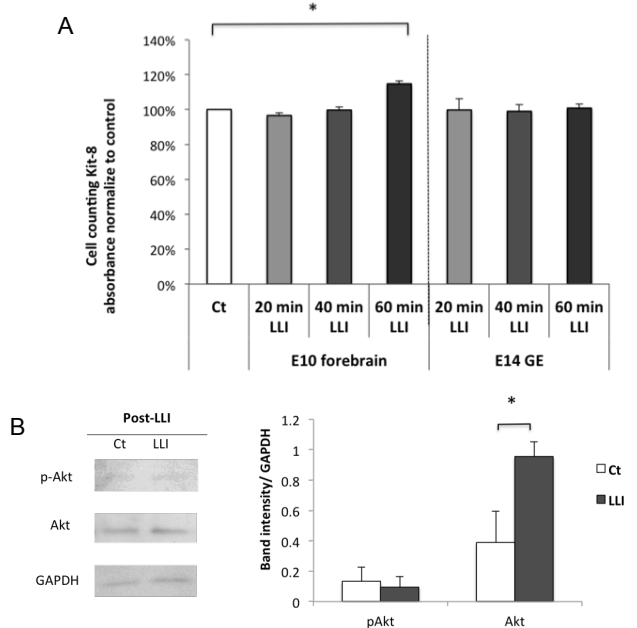 A
*
140%
120%
100%
80%
60%
40%
20%
0%
Cell counting Kit-8
absorbance normalize to control
Ct
20 min
LLI
40 min
LLI
60 min
LLI
20 min
LLI
40 min
LLI
60 min
LLI
E10 forebrain
E14 GE
B
Post-LLI
Ct LLI
p-Akt
Akt
GAPDH
*
1.2
1
0.8
0.6
0.4
0.2
0
Band intensity/ GAPDH
pAkt
Akt
Ct
LLI